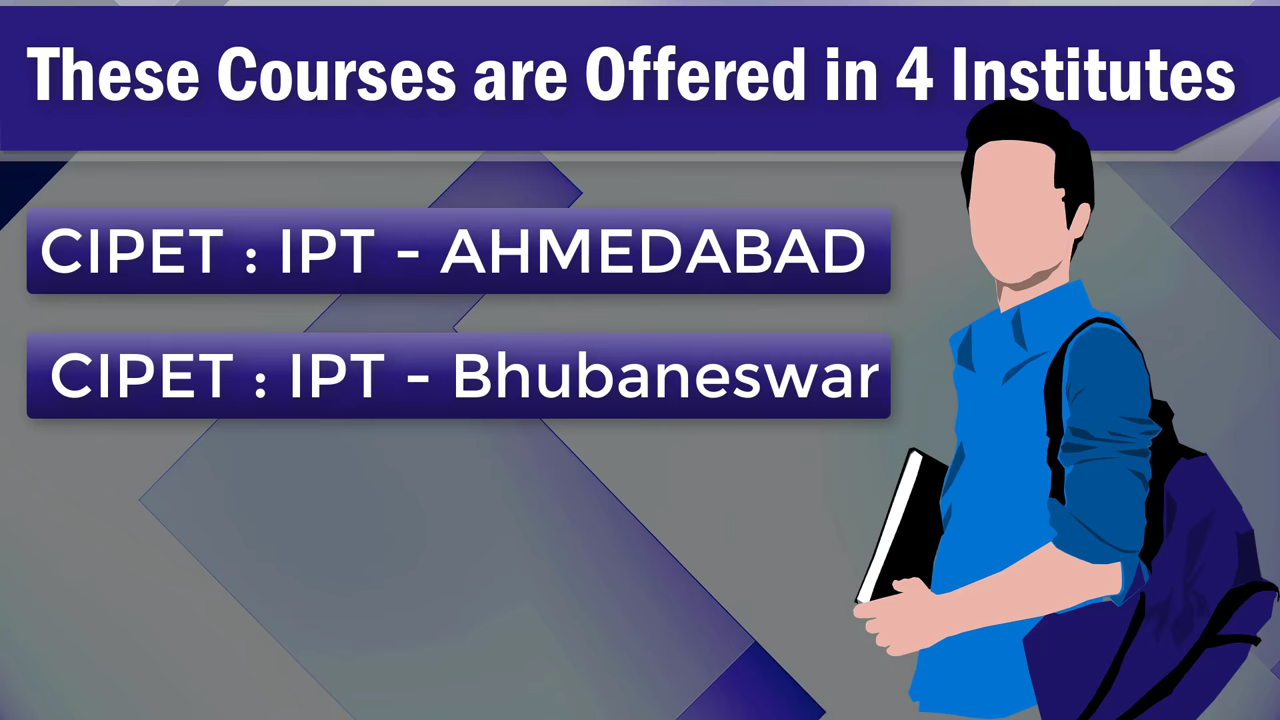 These Courses are Offered in 4 Institutes
CIPET : IPT - AHMEDABAD
CIPET : IPT - Bhubaneswar